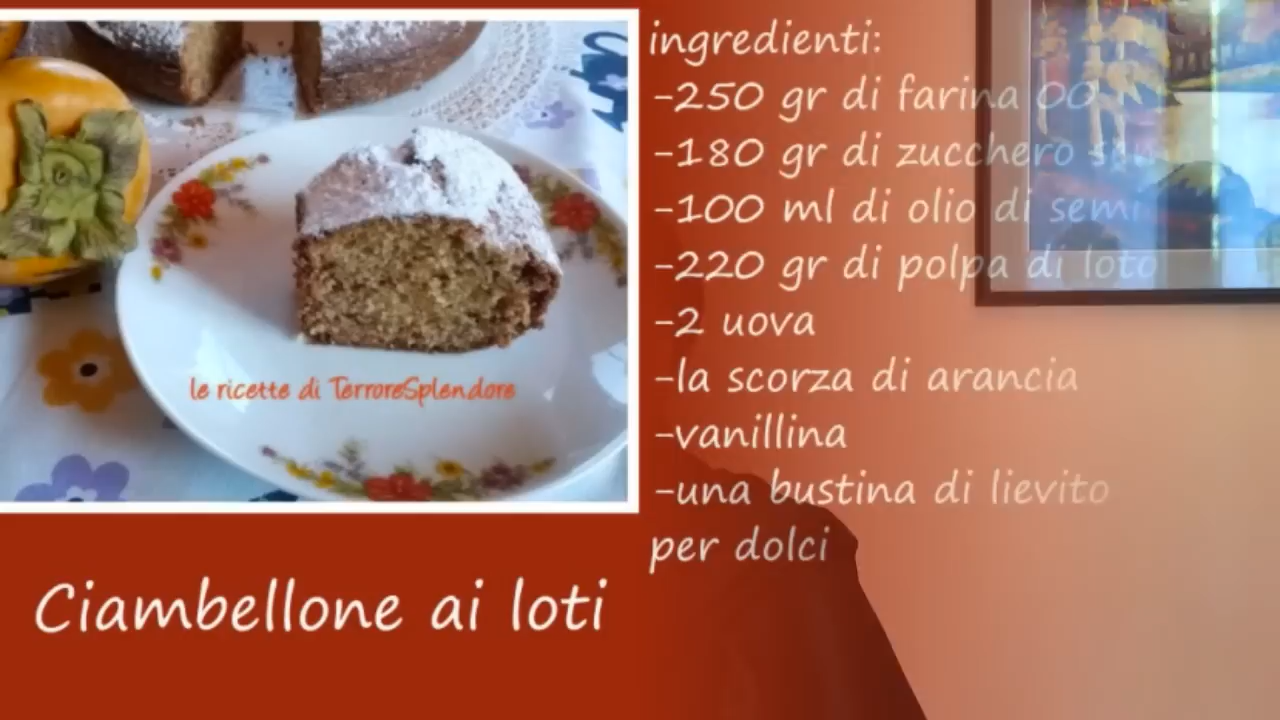 ingredienti:
-250 gr di farina 00
-180 gr di zucchero
-100 ml di olio di semi
-220 gr di polpa di loto
-2 uova
-la scorza di arancia
-vanillina
-una bustina di lievito
per dolci
le ricette di TerroreSplendore
Ciambellone ai loti